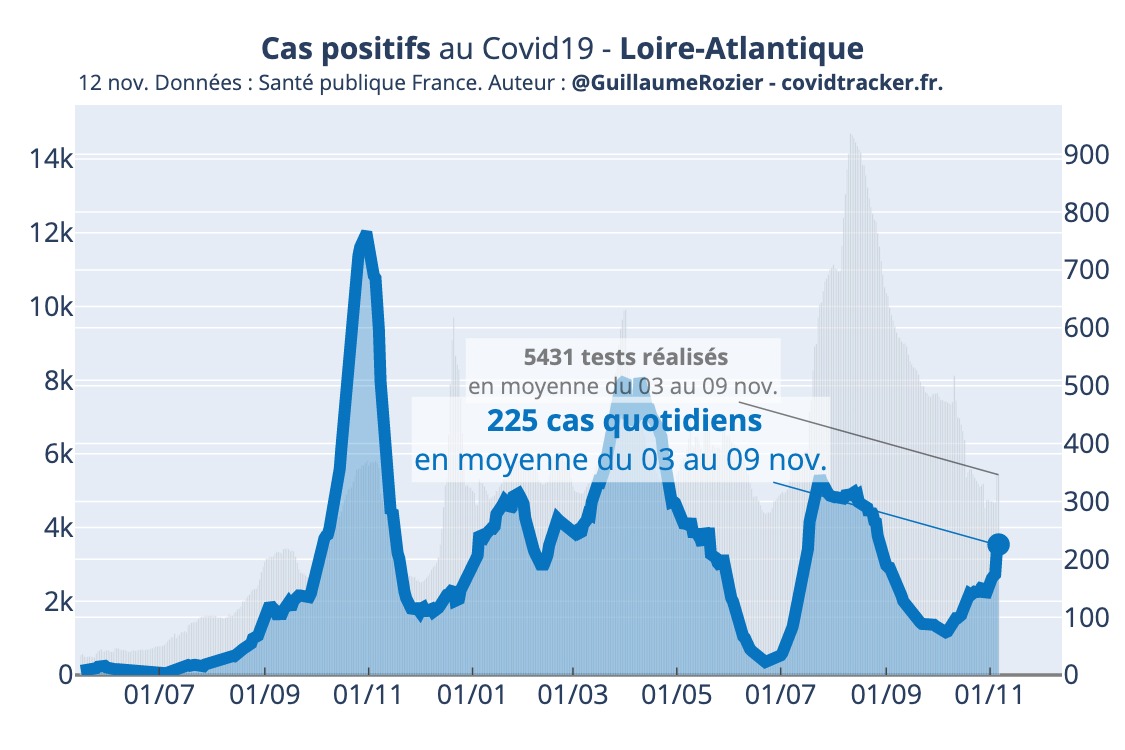 Cas positifs au Covid19 - Loire-Atlantique
12 nov. Données : Santé publique France. Auteur : @GuillaumeRozier - covidtracker.fr.
14k
12k
10k
8k
6k
4k
2k
0
900
800
700
600
500
400
300
200
100
0
5431 tests réalisés
en moyenne du 03 au 09 nov.
225 cas quotidiens
en moyenne du 03 au 09 nov.
01/07 01/09 01/11 01/01 01/03 01/05 01/07 01/09 01/11